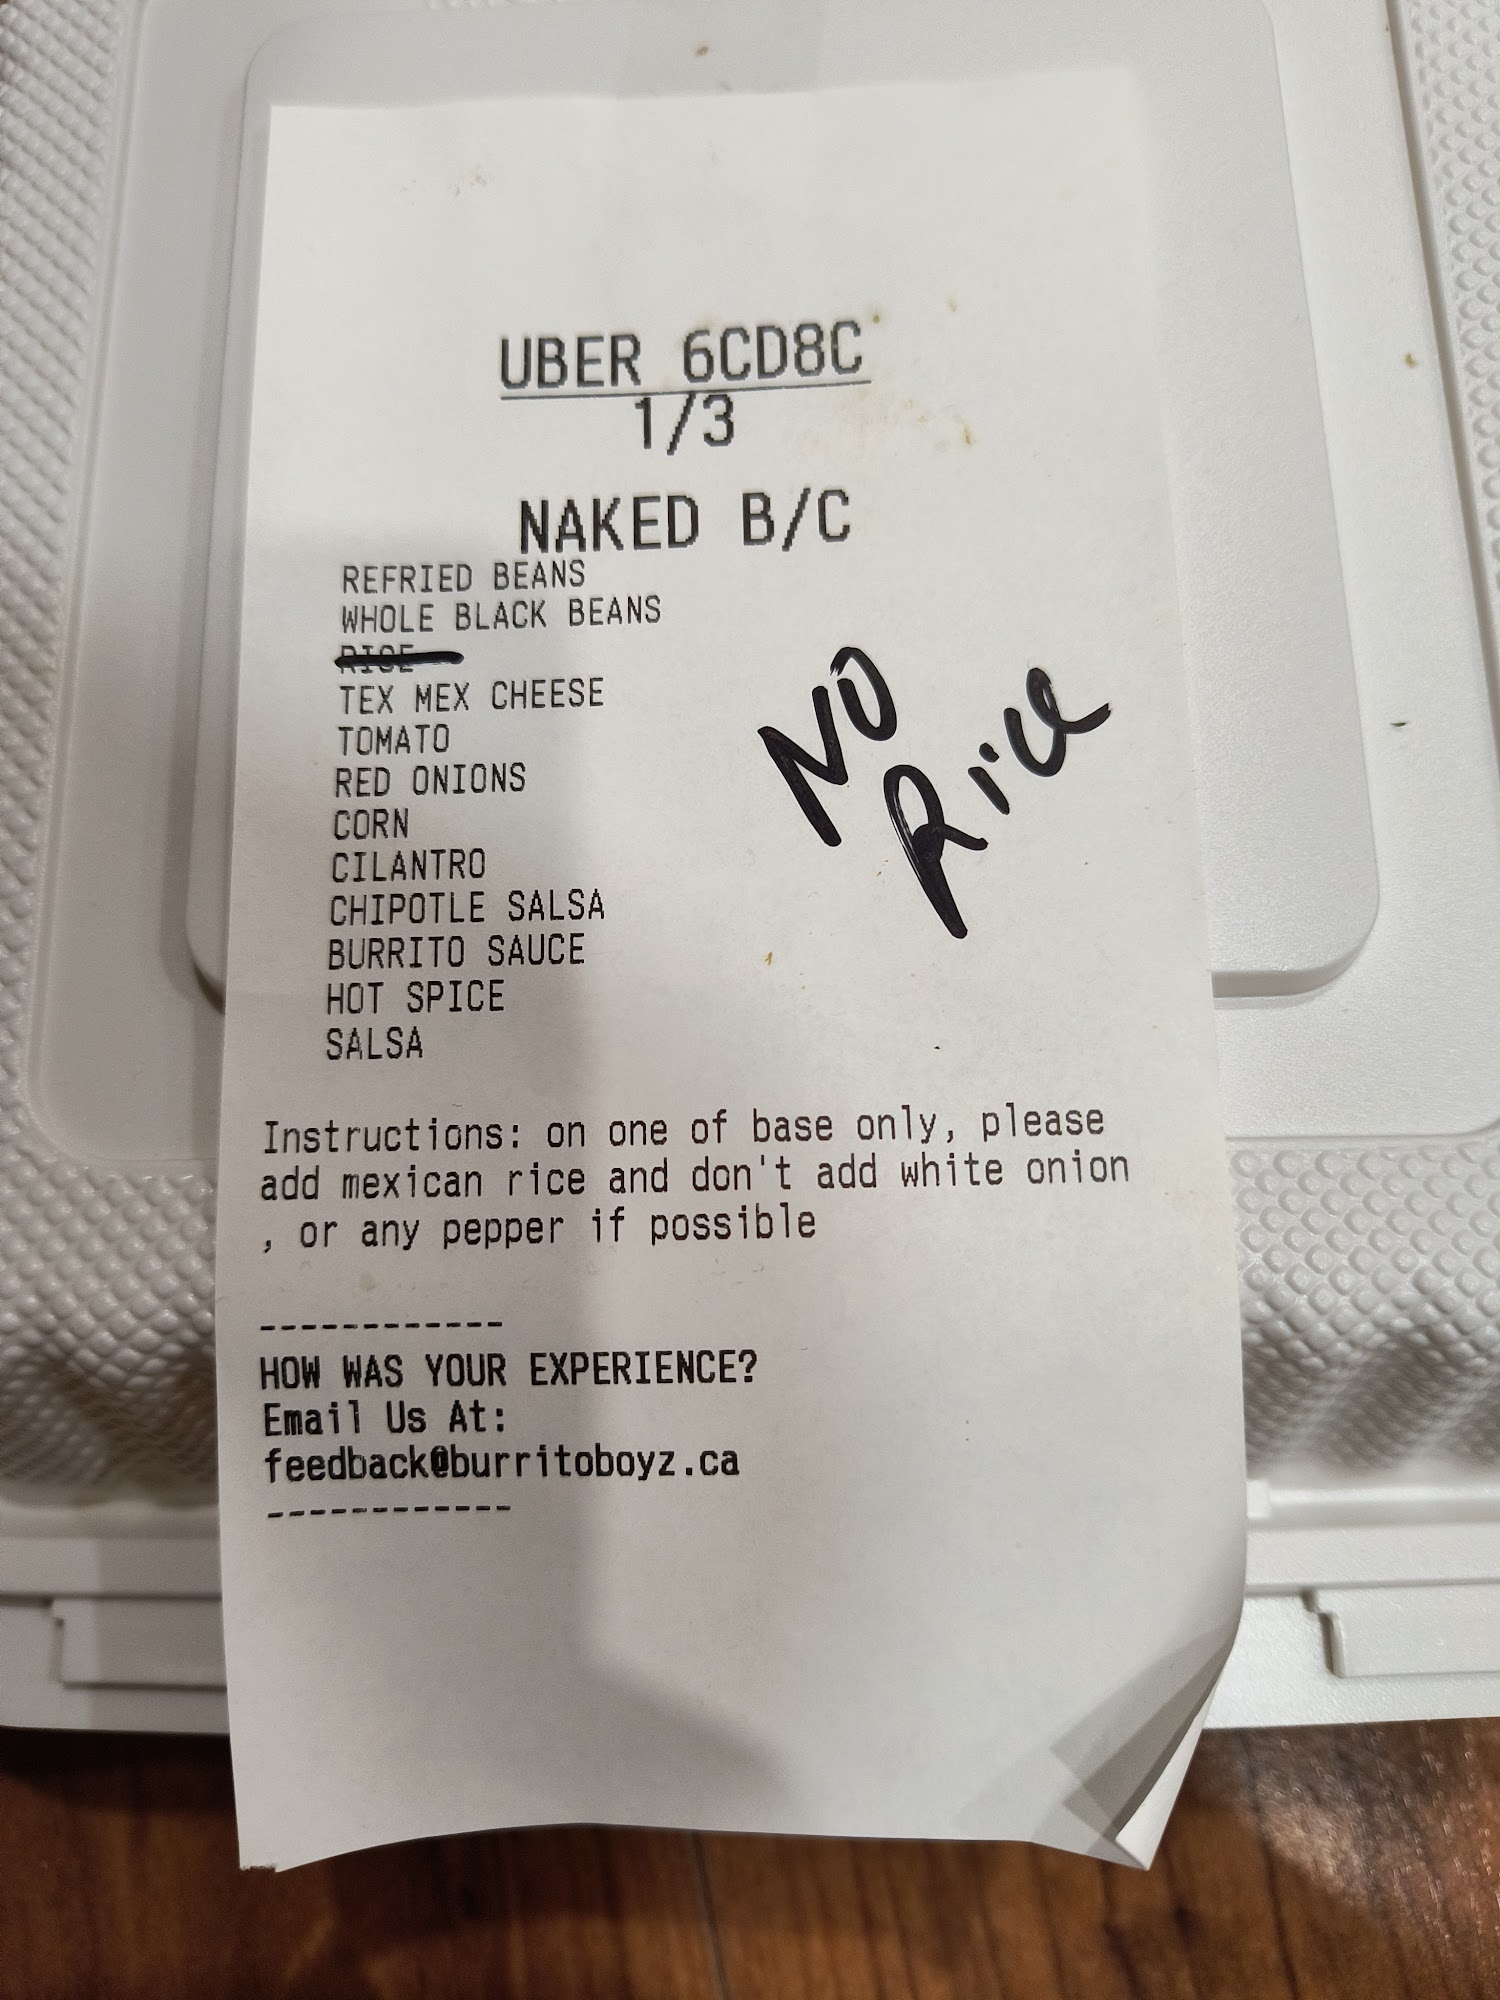 UBER 6CD8C
1/3
NAKED B/C
REFRIED BEANS
WHOLE BLACK BEANS
RICE
TEX MEX CHEESE
TOMATO
RED ONIONS
CORN
CILANTRO
CHIPOTLE SALSA
BURRITO SAUCE
HOT SPICE
SALSA
NO
Rice
Instructions: on one of base only, please
add mexican rice and don't add white onion
, or any pepper if possible
------------
HOW WAS YOUR EXPERIENCE?
Email Us At:
feedback@burritoboyz.ca
------------